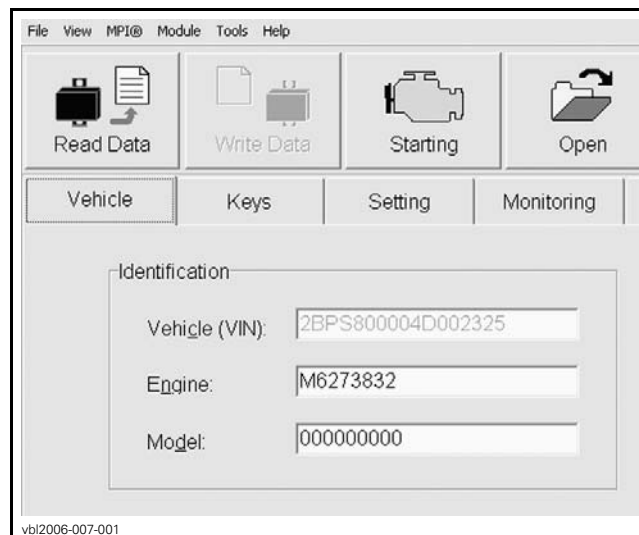 File View MPI® Module Tools Help
Read Data Write Data Starting Open
Vehicle Keys Setting Monitoring
Identification
Vehicle (VIN): 2BPS800004D002325
Engine: M6273832
Model: 000000000
vbl2006-007-001